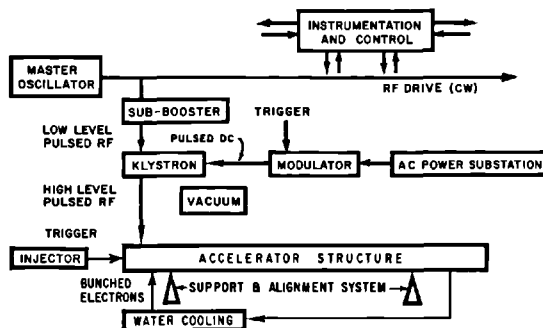 INSTRUMENTATION
AND CONTROL
MASTER
OSCILLATOR
RF DRIVE (CW)
SUB-BOOSTER
TRIGGER
LOW LEVEL
PULSED RF
PULSED DC
KLYSTRON
MODULATOR
AC POWER SUBSTATION
HIGH LEVEL
PULSED RF
VACUUM
TRIGGER
INJECTOR
ACCELERATOR STRUCTURE
BUNCHED
ELECTRONS
SUPPORT & ALIGNMENT SYSTEM
WATER COOLING